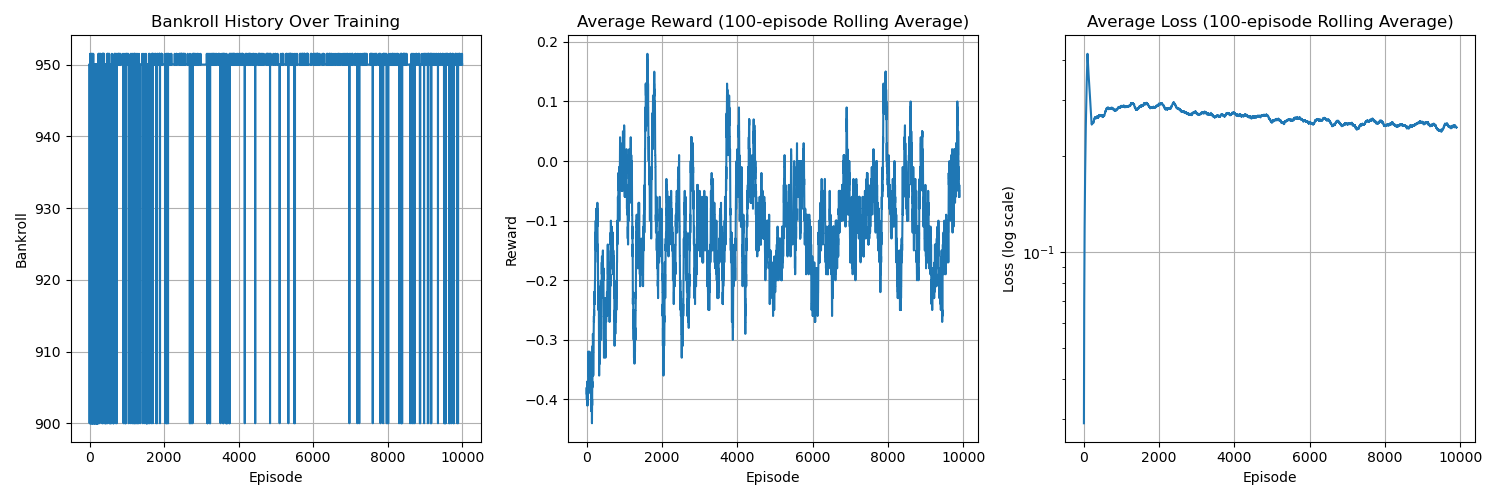 Bankroll History Over Training
Bankroll
950
940
930
920
910
900
0 2000 4000 6000 8000 10000
Episode
Average Reward (100-episode Rolling Average)
Reward
0.2
0.1
0.0
−0.1
−0.2
−0.3
−0.4
0 2000 4000 6000 8000 10000
Episode
Average Loss (100-episode Rolling Average)
Loss (log scale)
10⁻¹
0 2000 4000 6000 8000 10000
Episode